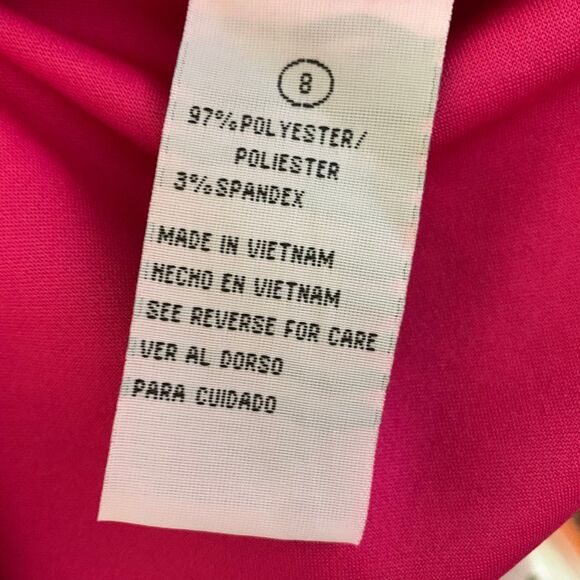 8
97%POLYESTER/
POLIESTER
3%SPANDEX
MADE IN VIETNAM
HECHO EN VIETNAM
SEE REVERSE FOR CARE
VER AL DORSO
PARA CUIDADO